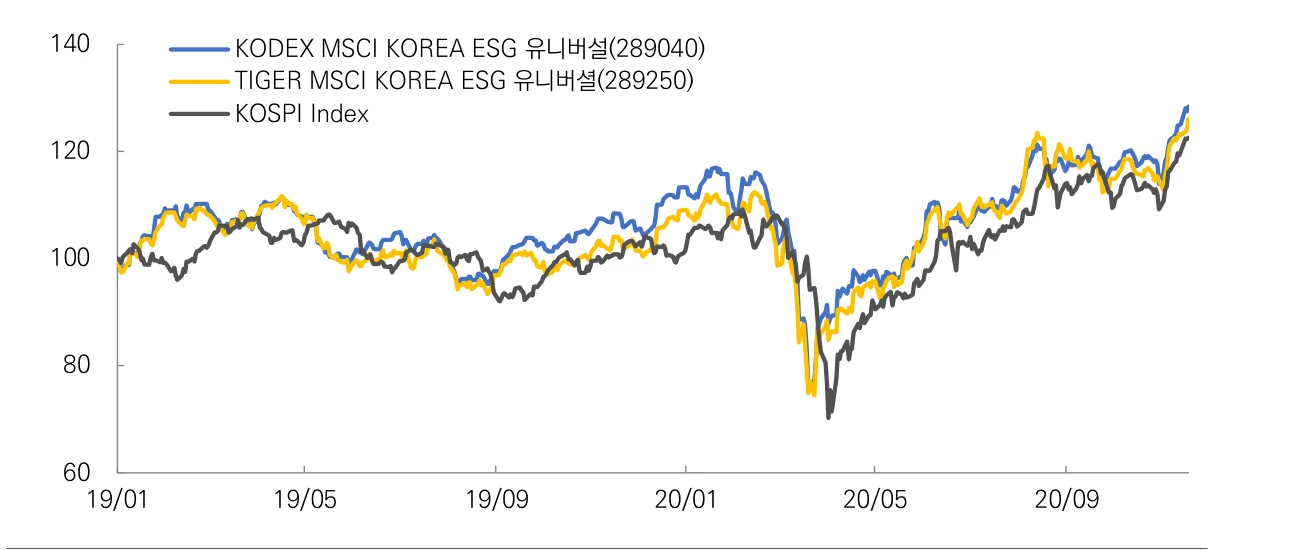 140
KODEX MSCI KOREA ESG 유니버설(289040)
TIGER MSCI KOREA ESG 유니버셜(289250)
KOSPI Index
120
100
80
60
19/01 19/05 19/09 20/01 20/05 20/09